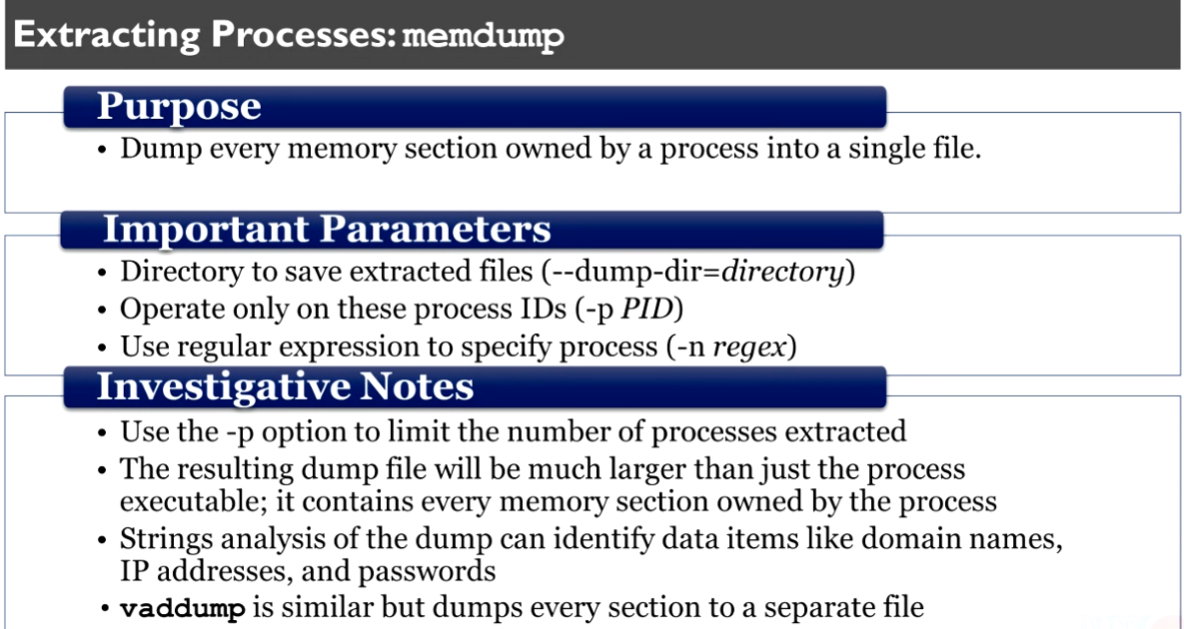 Extracting Processes: memdump
Purpose
• Dump every memory section owned by a process into a single file.
Important Parameters
• Directory to save extracted files (--dump-dir=directory)
• Operate only on these process IDs (-p PID)
• Use regular expression to specify process (-n regex)
Investigative Notes
• Use the -p option to limit the number of processes extracted
• The resulting dump file will be much larger than just the process
executable; it contains every memory section owned by the process
• Strings analysis of the dump can identify data items like domain names,
IP addresses, and passwords
• vaddump is similar but dumps every section to a separate file